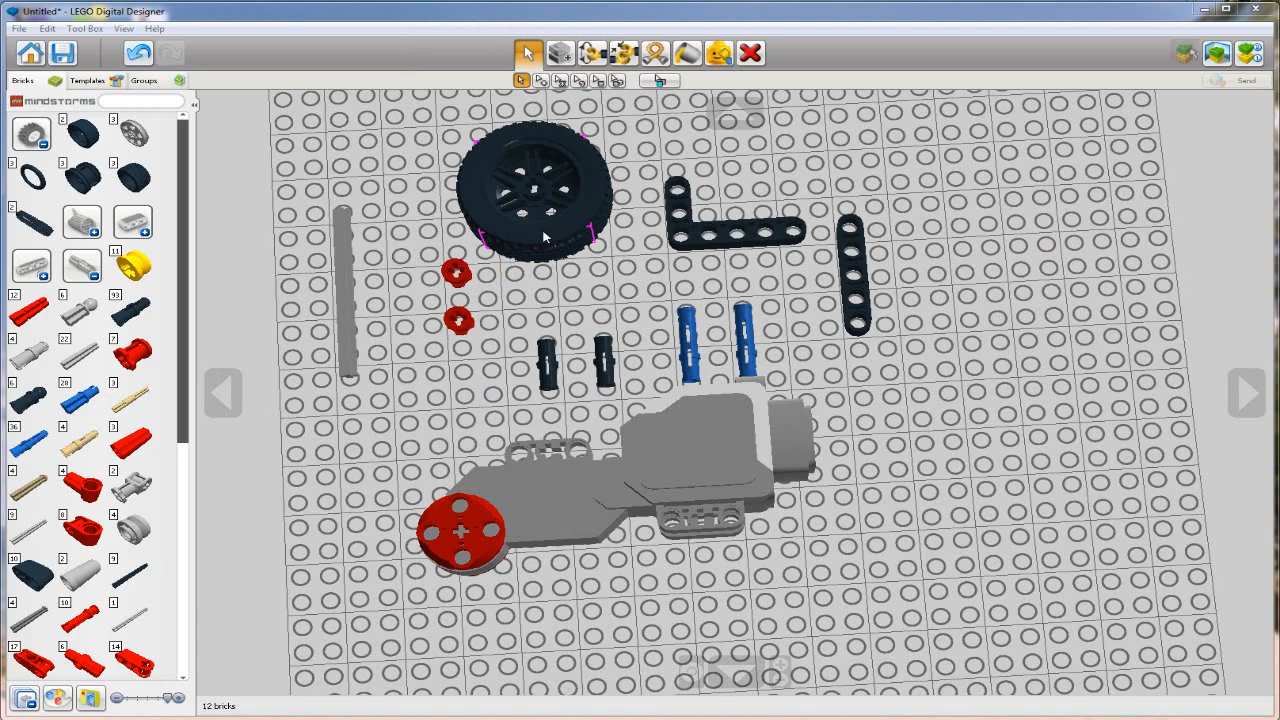 Untitled* - LEGO Digital Designer
File Edit Tool Box View Help
Bricks Templates Groups
Send
mindstorms
2 3
3 3 3
2
11
12 6 93
4 22 7
6 28 3
36 4 3
4 4 2
9 8 4
10 2 9
4 10 1
17 6 14
12 bricks